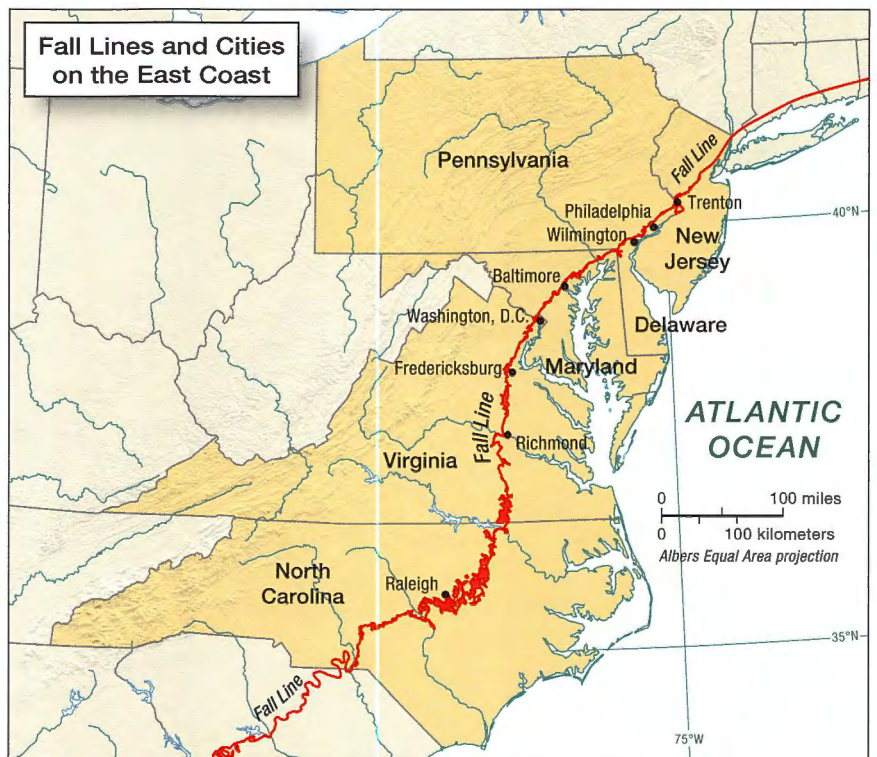 Fall Lines and Cities
on the East Coast
Pennsylvania
Fall Line
Trenton
40°N
Philadelphia
Wilmington
New
Jersey
Baltimore
Washington, D.C.
Delaware
Fredericksburg
Maryland
Fall Line
ATLANTIC
OCEAN
Richmond
Virginia
0 100 miles
0 100 kilometers
Albers Equal Area projection
North
Carolina
Raleigh
35°N
Fall Line
75°W